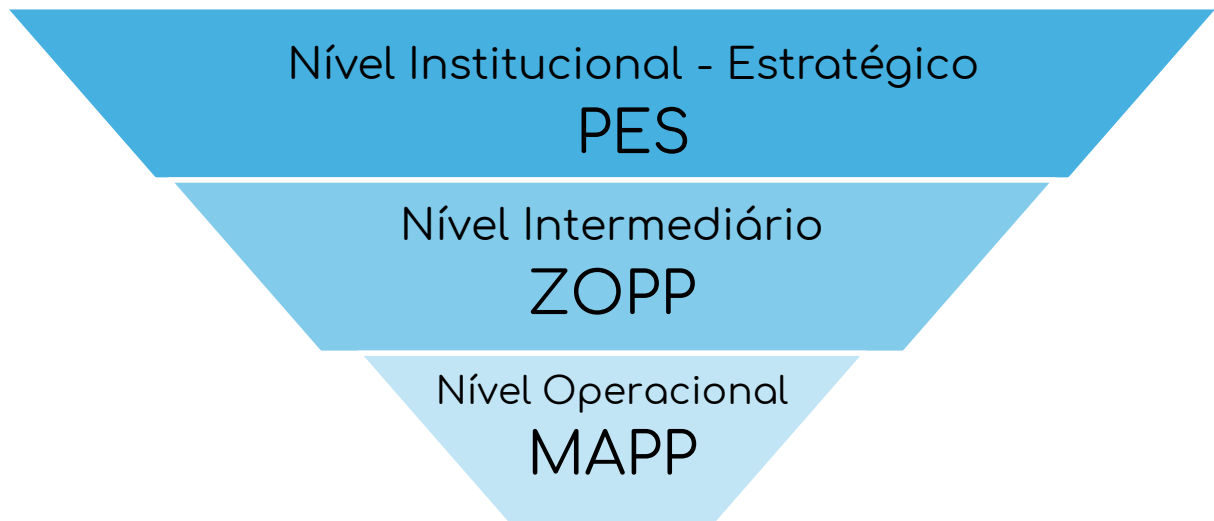 Nível Institucional - Estratégico
PES
Nível Intermediário
ZOPP
Nível Operacional
MAPP